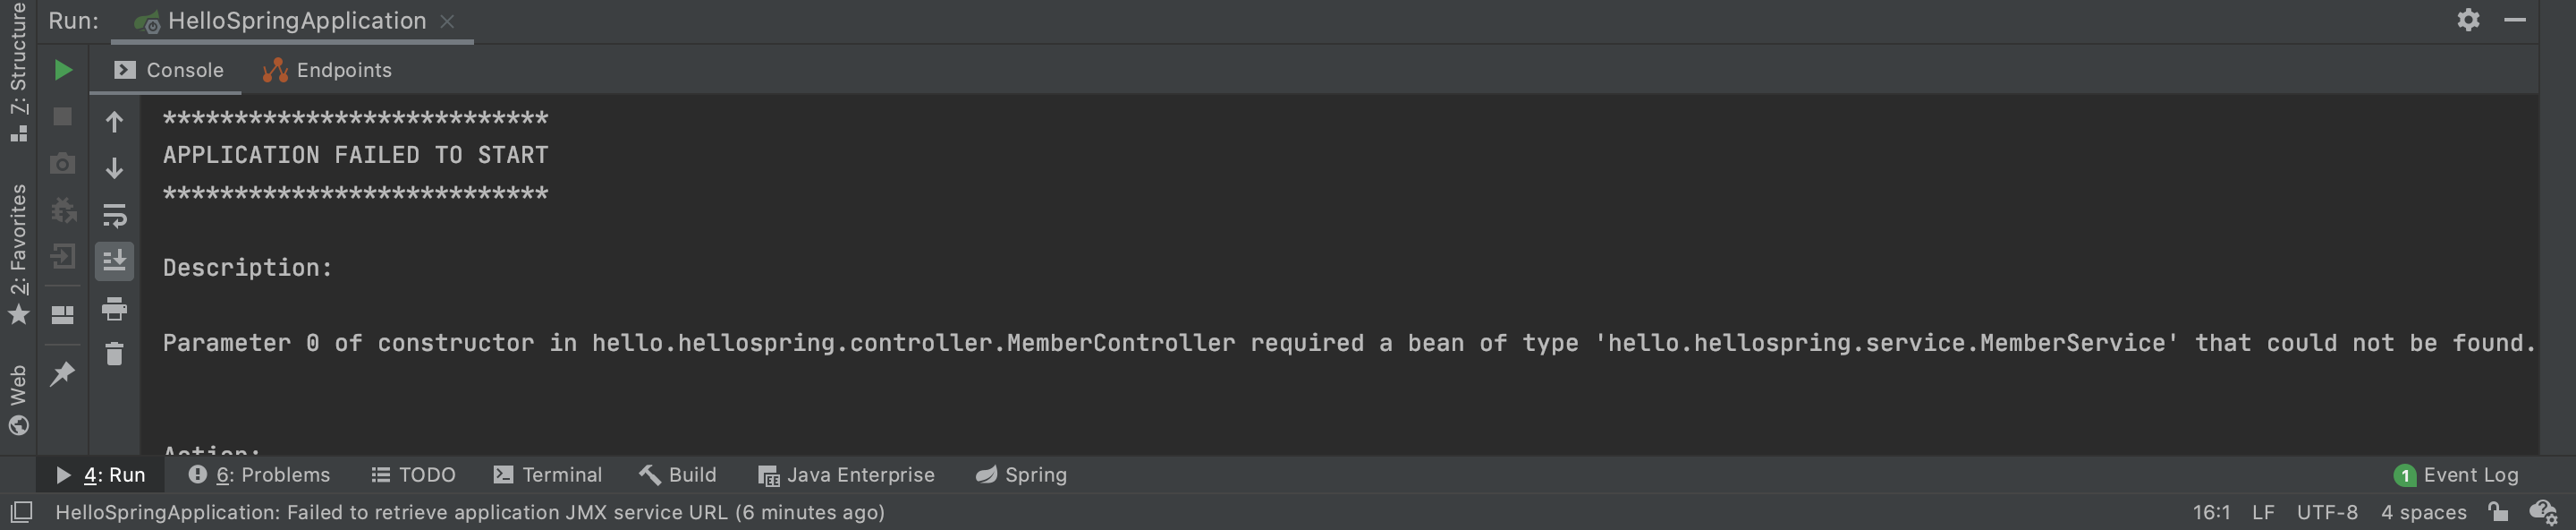 Run: HelloSpringApplication
Console Endpoints
***************************
APPLICATION FAILED TO START
***************************
Description:
Parameter 0 of constructor in hello.hellospring.controller.MemberController required a bean of type 'hello.hellospring.service.MemberService' that could not be found.
Action:
Z: Structure
2: Favorites
Web
4: Run 6: Problems TODO Terminal Build Java Enterprise Spring 1 Event Log
HelloSpringApplication: Failed to retrieve application JMX service URL (6 minutes ago) 16:1 LF UTF-8 4 spaces